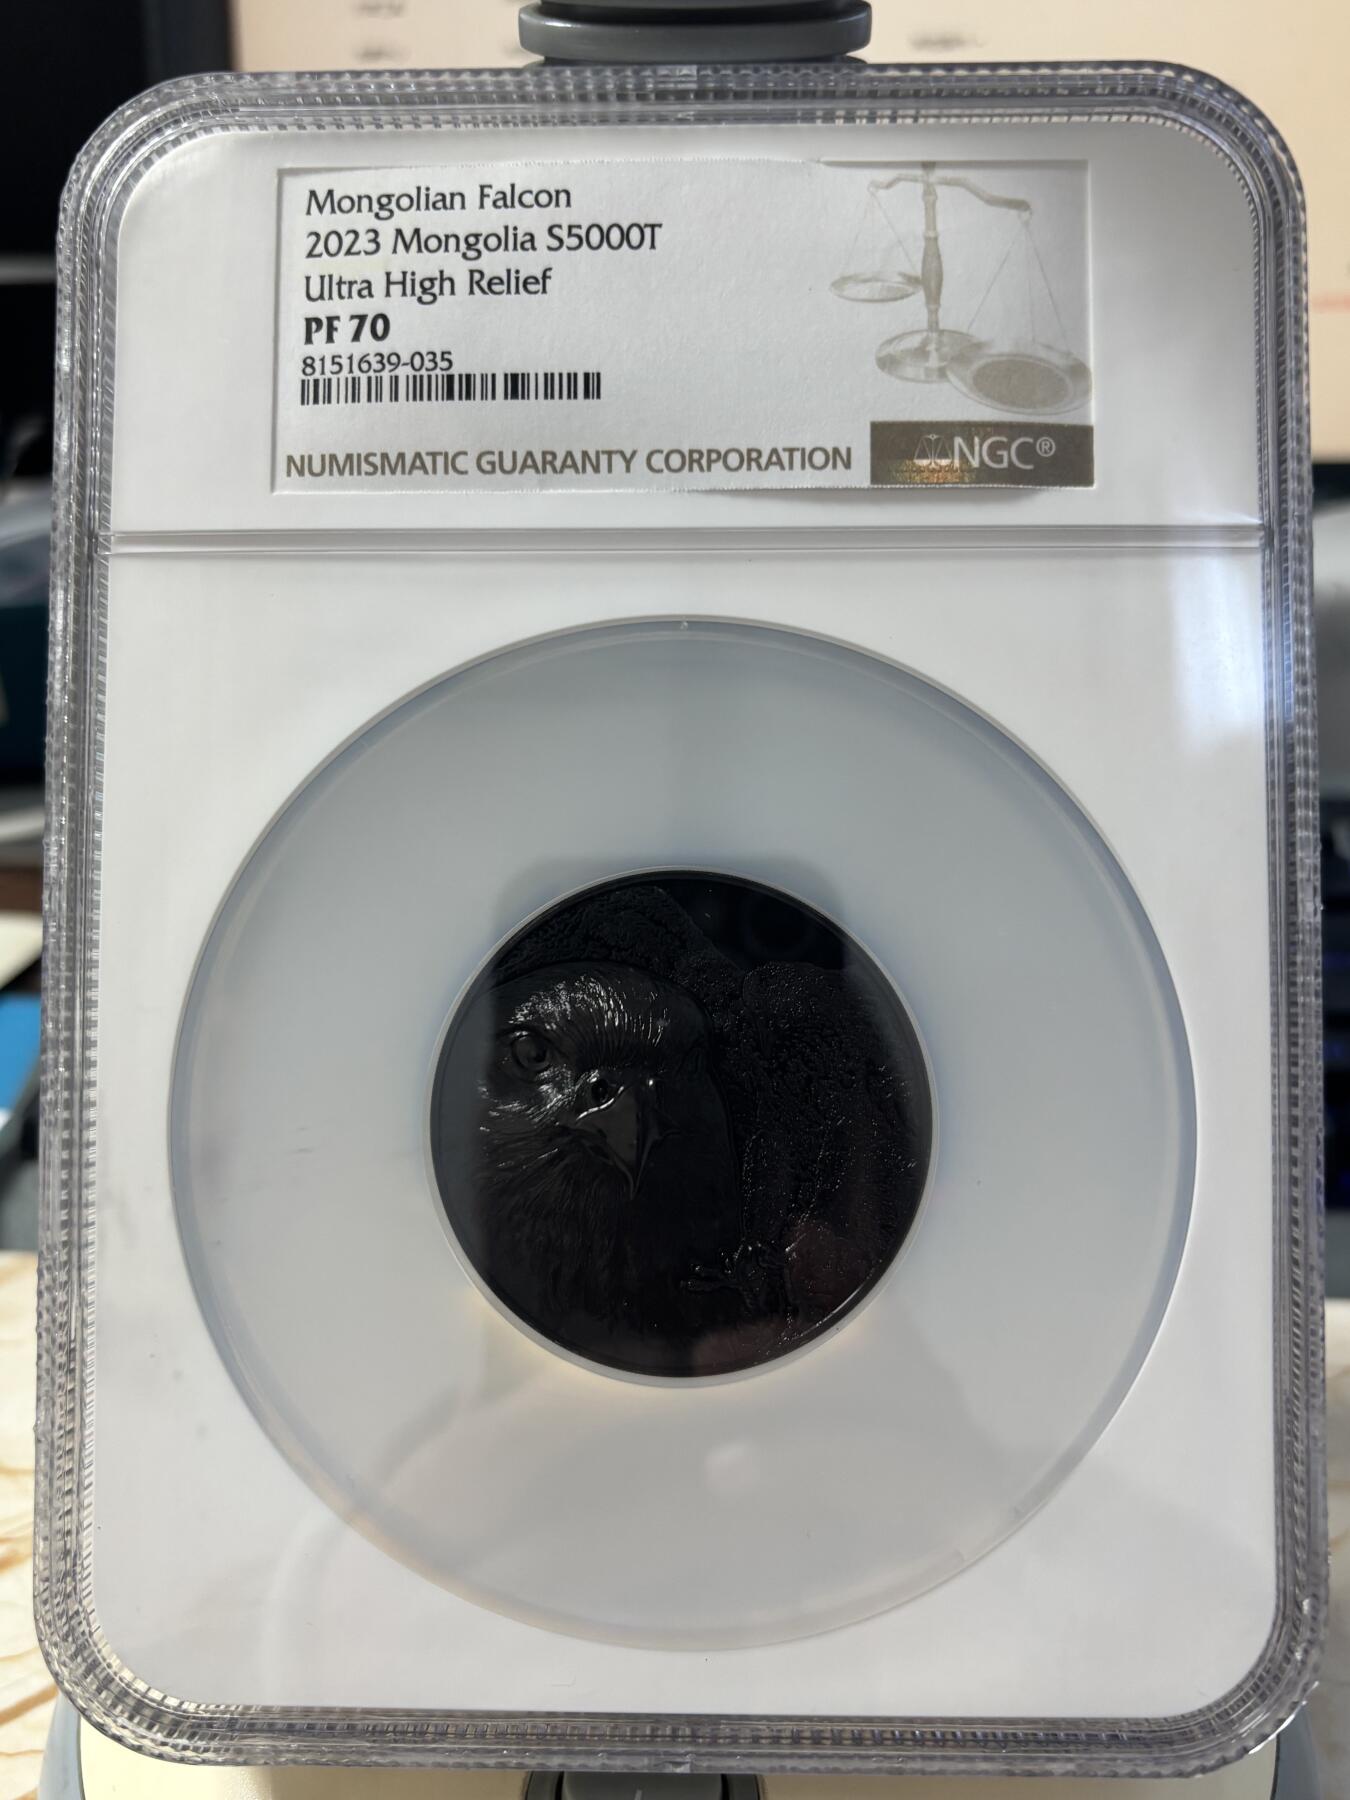 Mongolian Falcon
2023 Mongolia S5000T
Ultra High Relief
PF 70
8151639-035
NUMISMATIC GUARANTY CORPORATION
NGC®